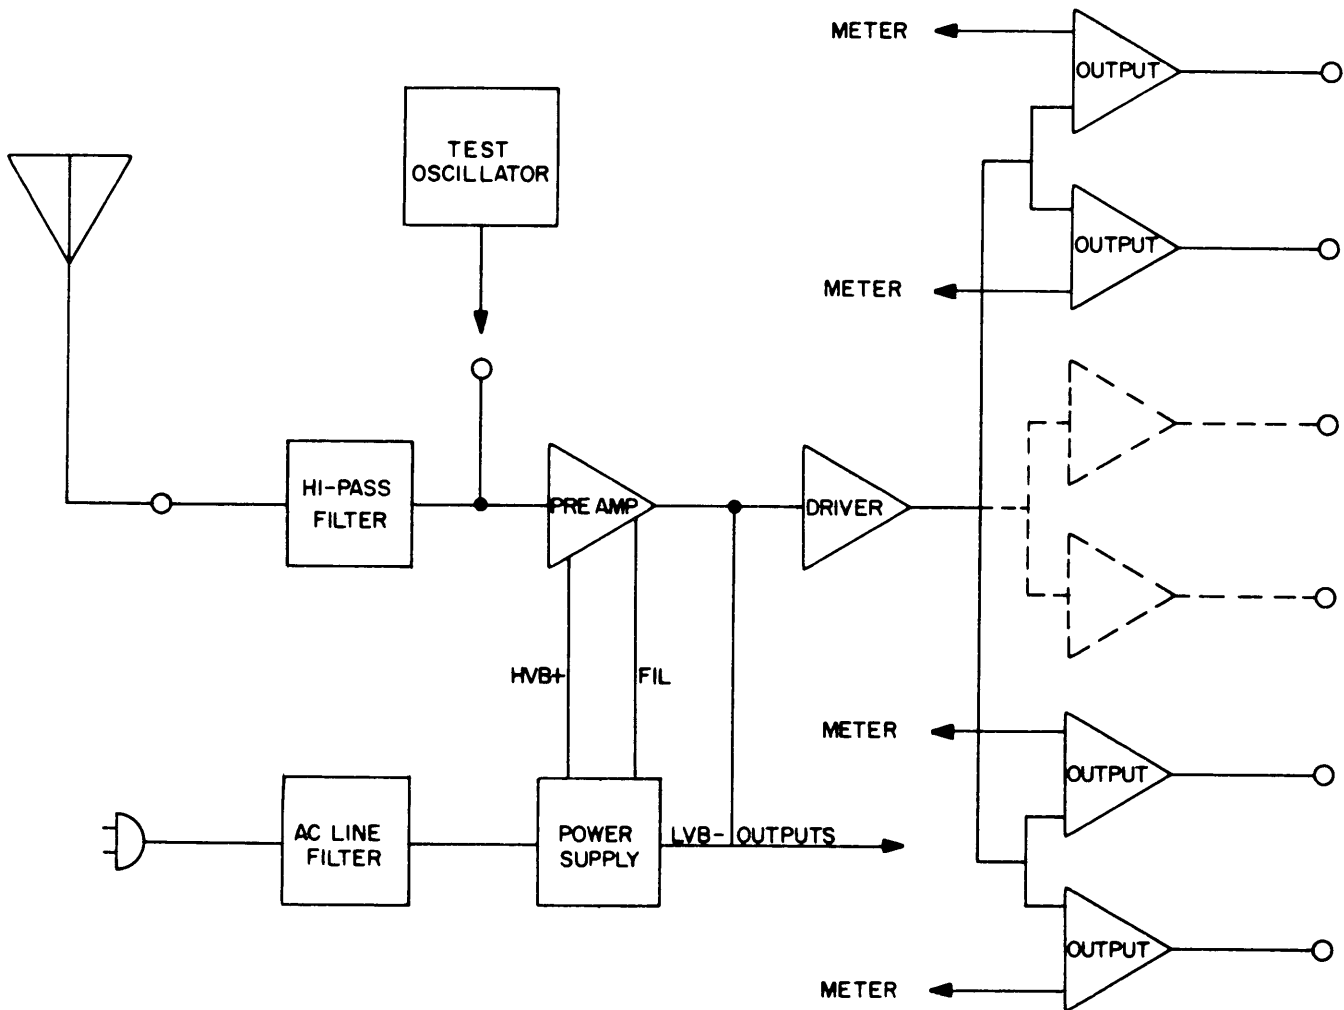 METER
OUTPUT
TEST
OSCILLATOR
OUTPUT
METER
HI-PASS
FILTER
PRE AMP
DRIVER
HVB+
FIL
METER
OUTPUT
AC LINE
FILTER
POWER
SUPPLY
LVB- OUTPUTS
OUTPUT
METER